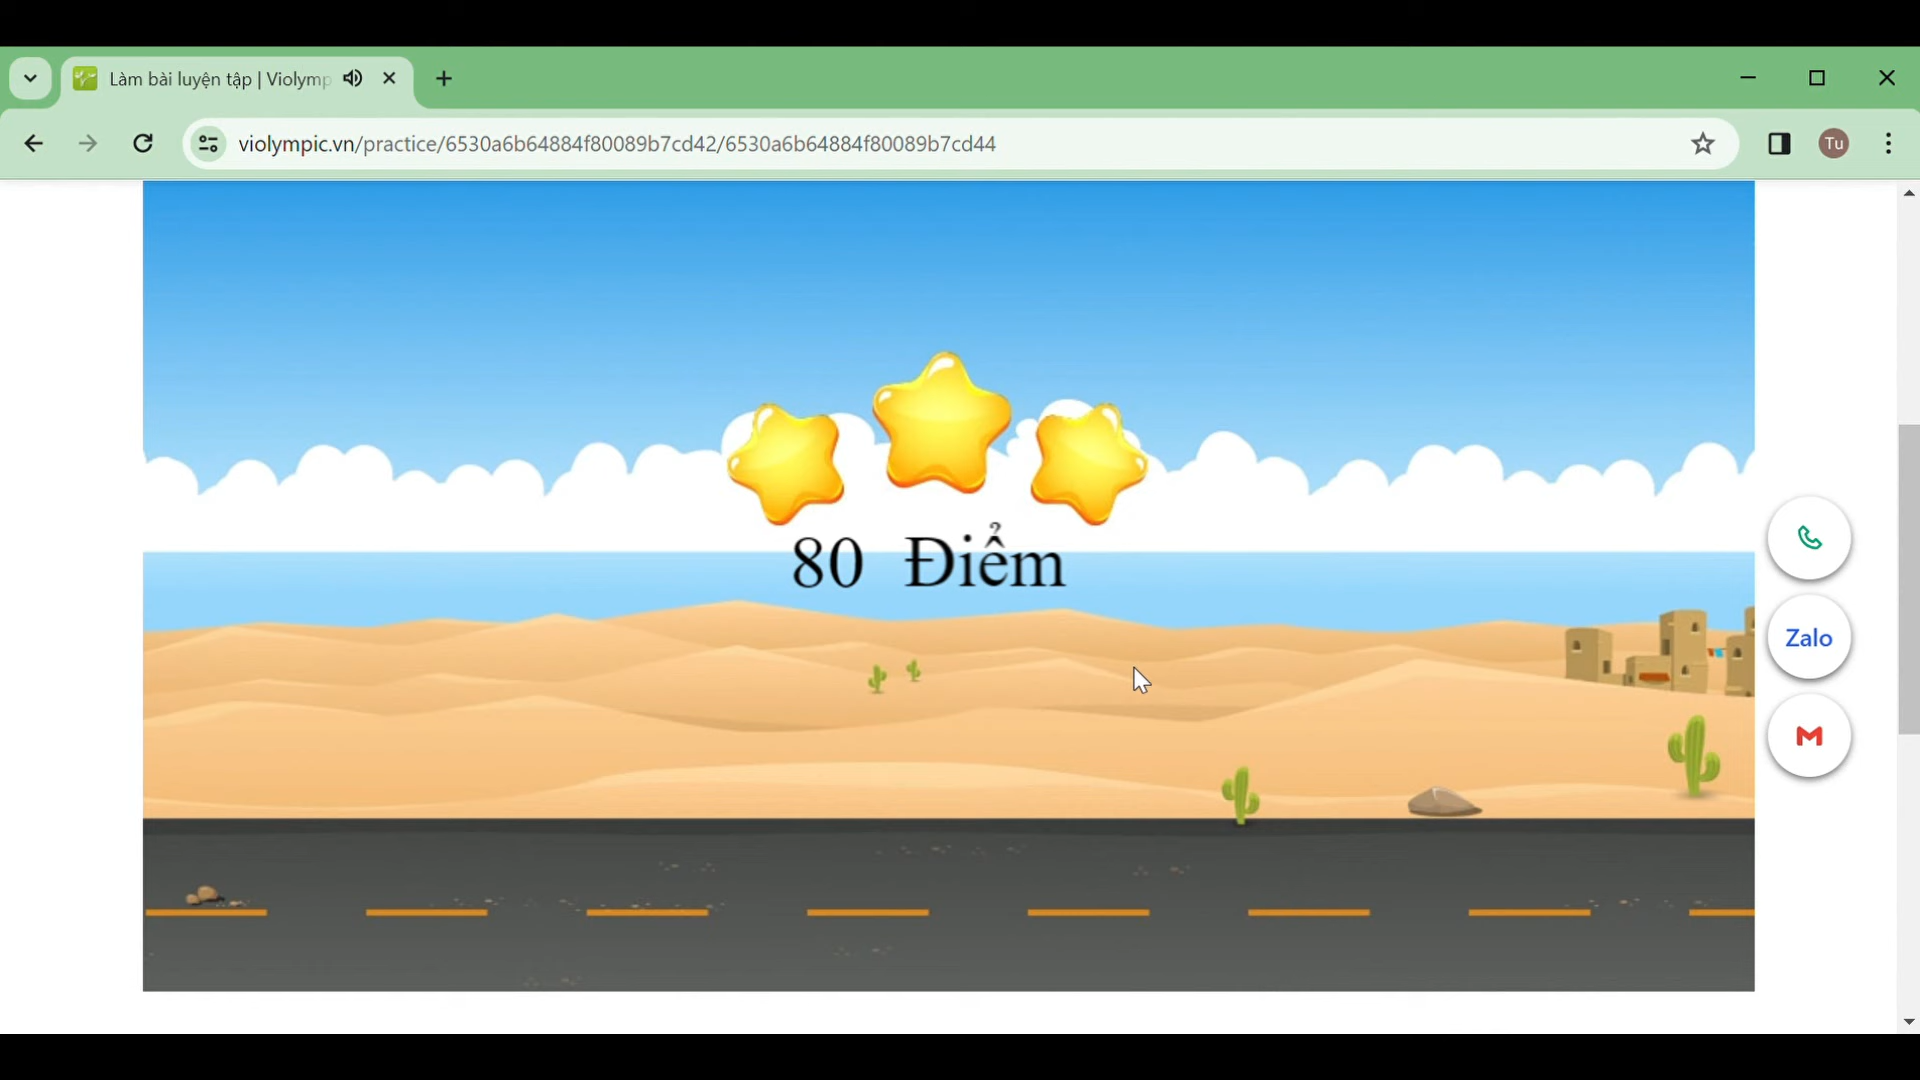 Làm bài luyện tập | Violymp
violympic.vn/practice/6530a6b64884f80089b7cd42/6530a6b64884f80089b7cd44
Tu
80 Điểm
Zalo